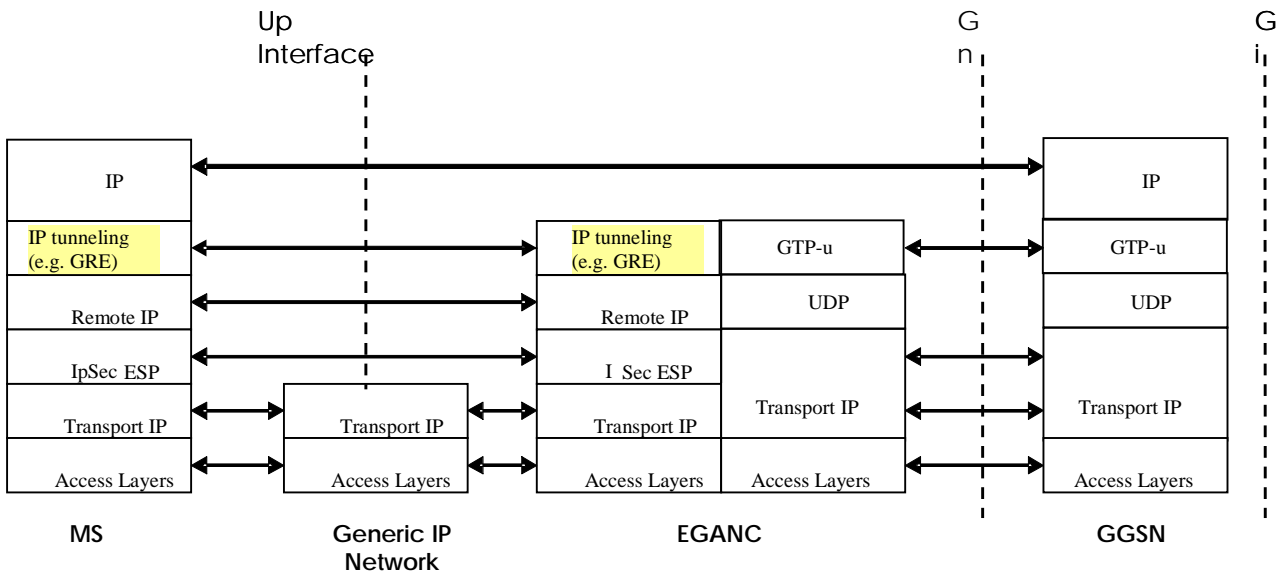 Up
Interface
G
n
G
i
IP
IP
IP tunneling
(e.g. GRE)
IP tunneling
(e.g. GRE)
GTP-u
GTP-u
Remote IP
Remote IP
UDP
UDP
IpSec ESP
I Sec ESP
Transport IP
Transport IP
Transport IP
Transport IP
Transport IP
Access Layers
Access Layers
Access Layers
Access Layers
Access Layers
MS
Generic IP
Network
EGANC
GGSN